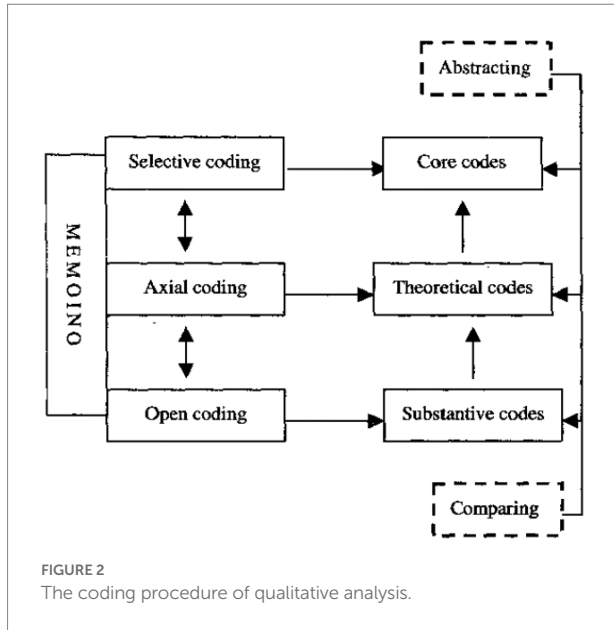 Abstracting
Selective coding
Core codes
MEMOINO
Axial coding
Theoretical codes
Open coding
Substantive codes
Comparing
FIGURE 2
The coding procedure of qualitative analysis.